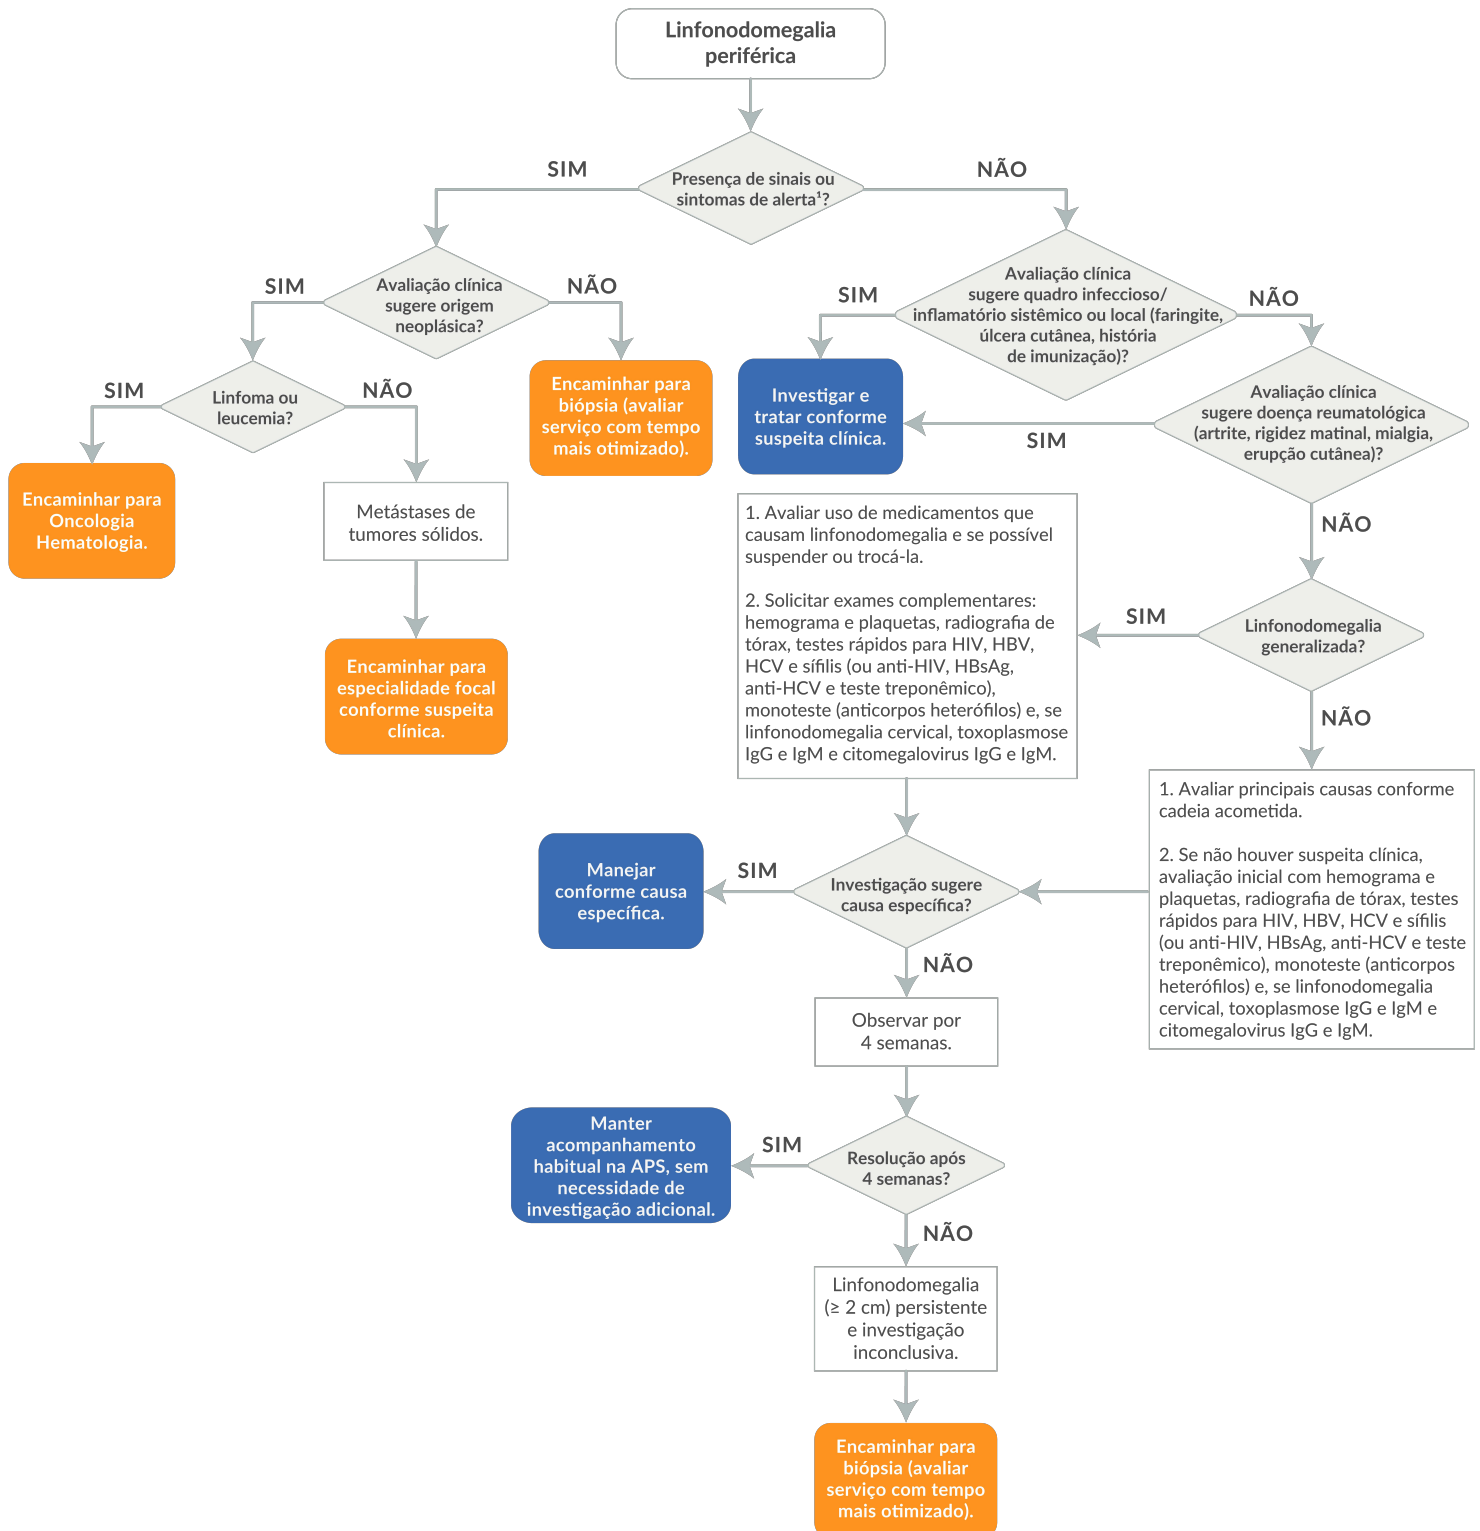 Linfonodomegalia
periférica
Presença de sinais ou
sintomas de alerta¹?
SIM
NÃO
Avaliação clínica
sugere origem
neoplásica?
SIM
NÃO
Linfoma ou
leucemia?
SIM
NÃO
Encaminhar para
Oncologia
Hematologia.
Metástases de
tumores sólidos.
Encaminhar para
especialidade focal
conforme suspeita
clínica.
Encaminhar para
biópsia (avaliar
serviço com tempo
mais otimizado).
Avaliação clínica
sugere quadro infeccioso/
inflamatório sistêmico ou local (faringite,
úlcera cutânea, história
de imunização)?
SIM
NÃO
Investigar e
tratar conforme
suspeita clínica.
Avaliação clínica
sugere doença reumatológica
(artrite, rigidez matinal, mialgia,
erupção cutânea)?
SIM
NÃO
Linfonodomegalia
generalizada?
SIM
NÃO
1. Avaliar uso de medicamentos que
causam linfonodomegalia e se possível
suspender ou trocá-la.
2. Solicitar exames complementares:
hemograma e plaquetas, radiografia de
tórax, testes rápidos para HIV, HBV,
HCV e sífilis (ou anti-HIV, HBsAg,
anti-HCV e teste treponêmico),
monoteste (anticorpos heterófilos) e, se
linfonodomegalia cervical, toxoplasmose
IgG e IgM e citomegalovirus IgG e IgM.
1. Avaliar principais causas conforme
cadeia acometida.
2. Se não houver suspeita clínica,
avaliação inicial com hemograma e
plaquetas, radiografia de tórax, testes
rápidos para HIV, HBV, HCV e sífilis
(ou anti-HIV, HBsAg, anti-HCV e teste
treponêmico), monoteste (anticorpos
heterófilos) e, se linfonodomegalia
cervical, toxoplasmose IgG e IgM e
citomegalovirus IgG e IgM.
Investigação sugere
causa específica?
SIM
NÃO
Manejar
conforme causa
específica.
Observar por
4 semanas.
Resolução após
4 semanas?
SIM
NÃO
Manter
acompanhamento
habitual na APS, sem
necessidade de
investigação adicional.
Linfonodomegalia
(≥ 2 cm) persistente
e investigação
inconclusiva.
Encaminhar para
biópsia (avaliar
serviço com tempo
mais otimizado).